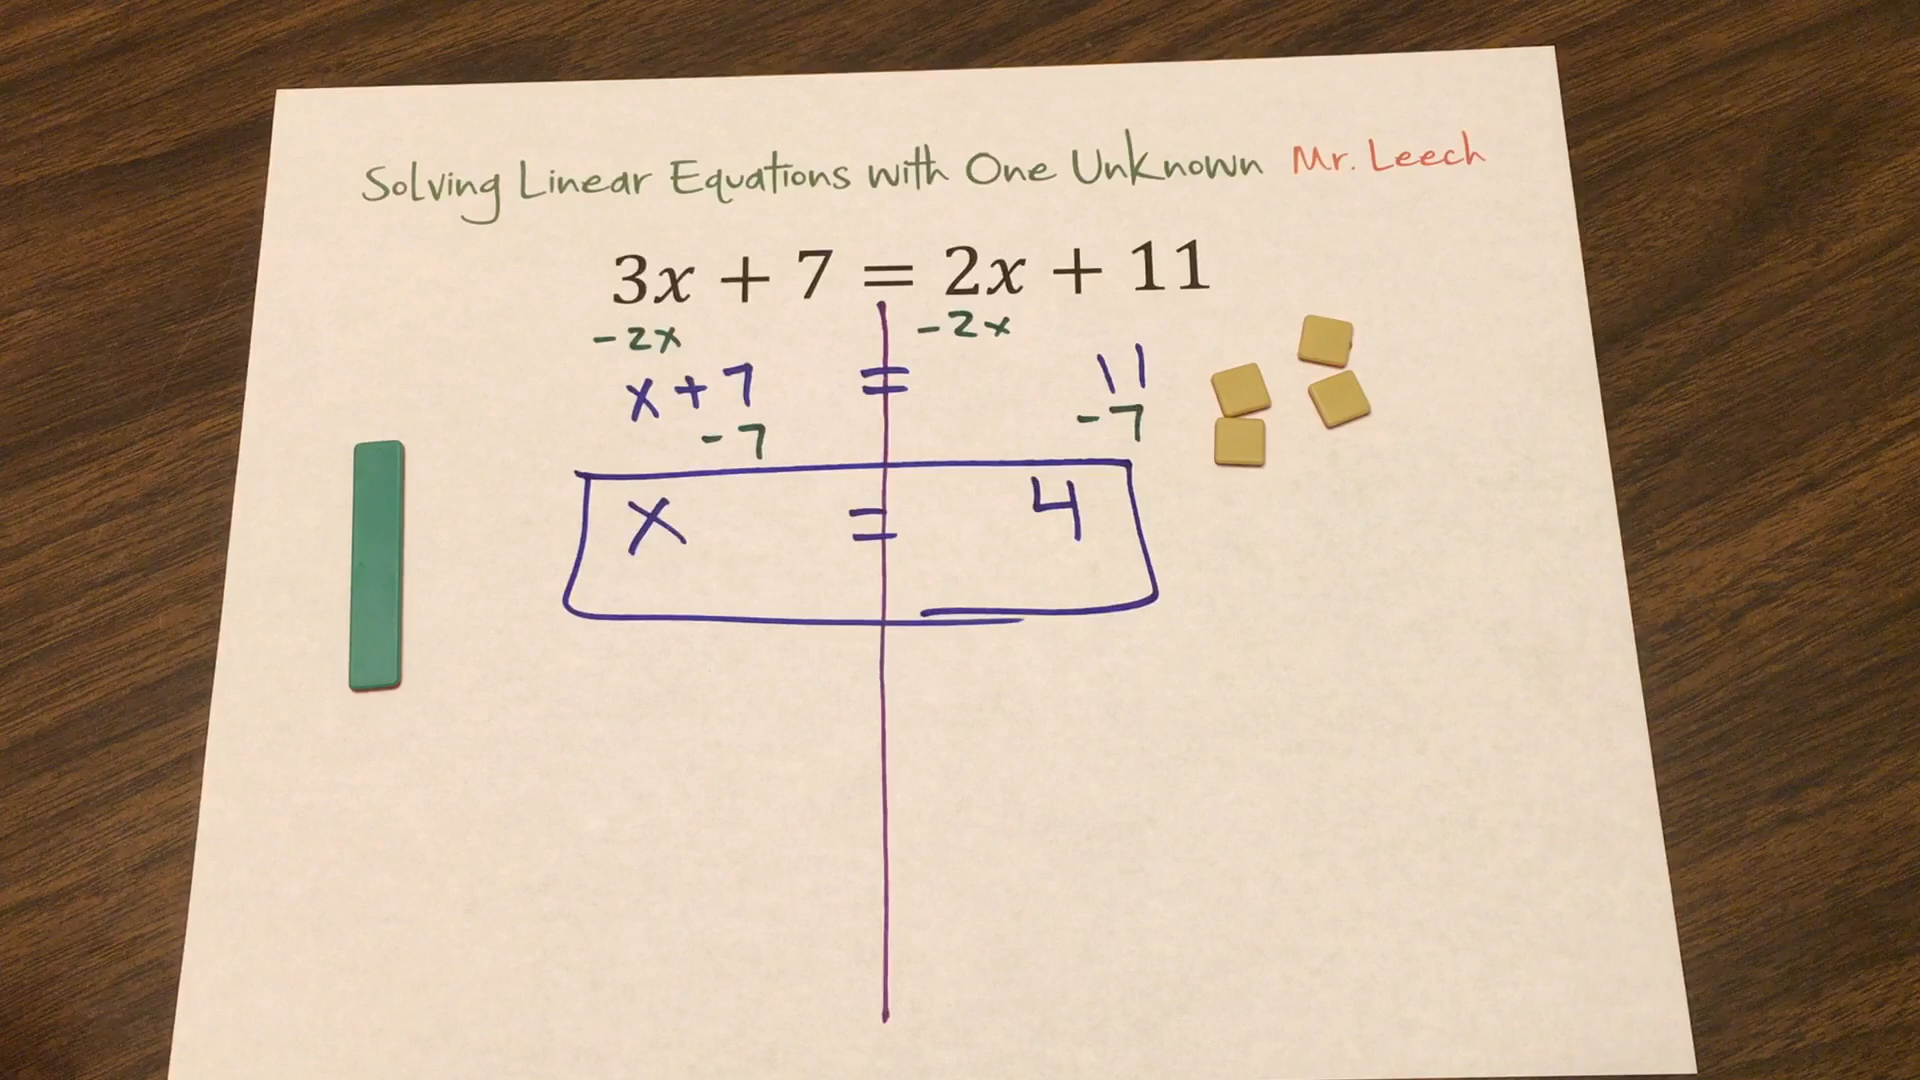 Solving Linear Equations with One Unknown Mr. Leech
3x + 7 = 2x + 11
-2x -2x
x + 7 = 11
-7 -7
x = 4